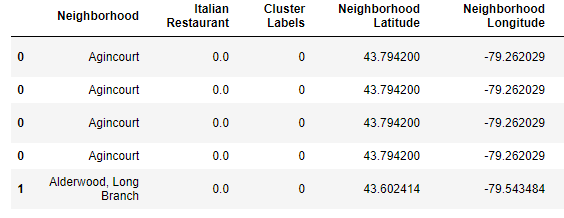 Neighborhood Italian Restaurant Cluster Labels Neighborhood Latitude Neighborhood Longitude
0 Agincourt 0.0 0 43.794200 -79.262029
0 Agincourt 0.0 0 43.794200 -79.262029
0 Agincourt 0.0 0 43.794200 -79.262029
0 Agincourt 0.0 0 43.794200 -79.262029
1 Alderwood, Long Branch 0.0 0 43.602414 -79.543484